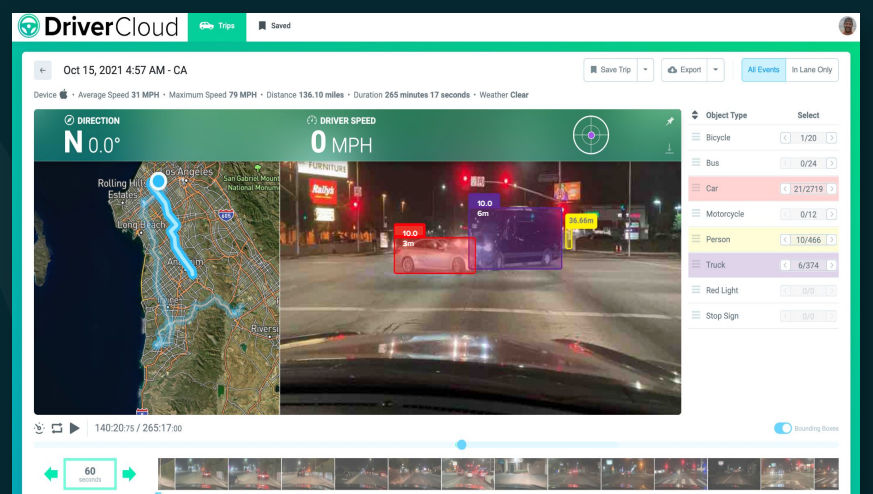 DriverCloud
Trips
Saved
Oct 15, 2021 4:57 AM - CA
Save Trip
Export
All Events
In Lane Only
Device • Average Speed 31 MPH • Maximum Speed 79 MPH • Distance 136.10 miles • Duration 265 minutes 17 seconds • Weather Clear
DIRECTION
N 0.0°
DRIVER SPEED
0 MPH
Object Type Select
Bicycle 1/20
Bus 0/24
Car 21/2719
Motorcycle 0/12
Person 10/466
Truck 6/374
Red Light 0/0
Stop Sign 0/0
Los Angeles
Rolling Hills
Estates
San Gabriel Mount
National Monum
605
Long Beach
Anaheim
Irvine
Riversi
FURNITURE
Rally's
10.0
3m
10.0
6m
36.66m
140:20:75 / 265:17:00
Bounding Boxes
60
seconds